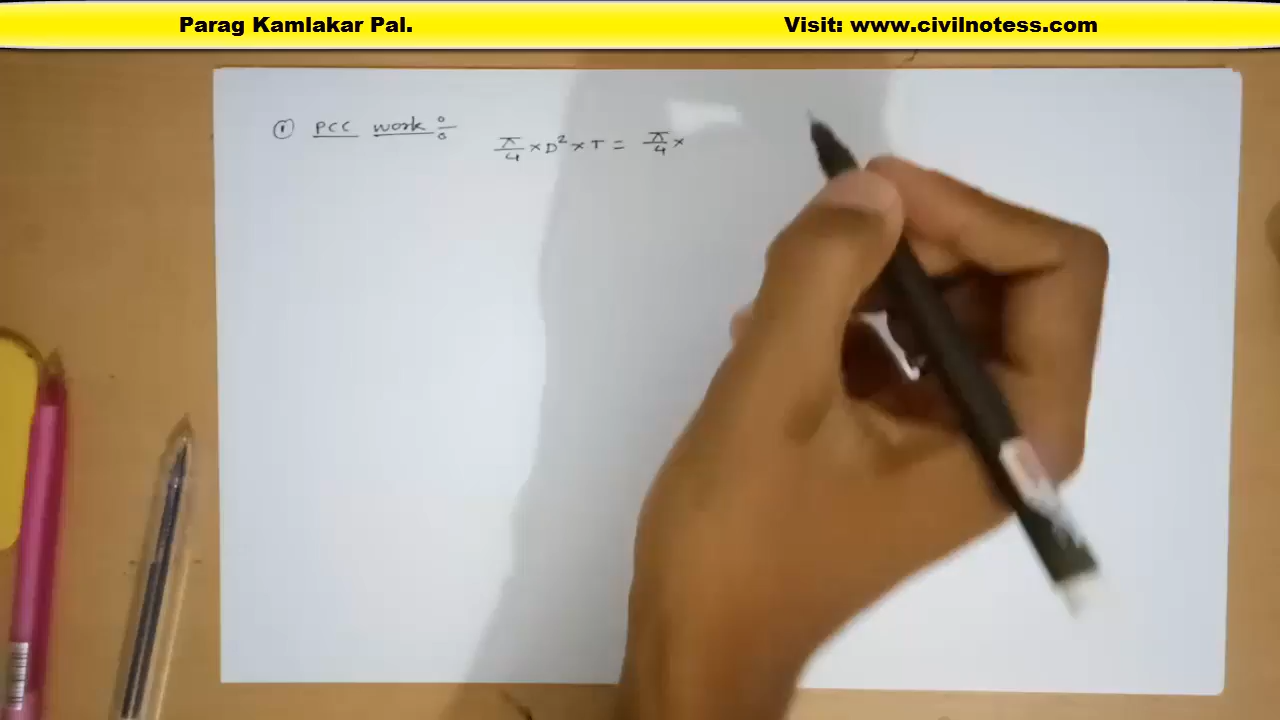 Parag Kamlakar Pal. Visit: www.civilnotess.com
① PCC work :-
π/4 × D² × T = π/4 ×